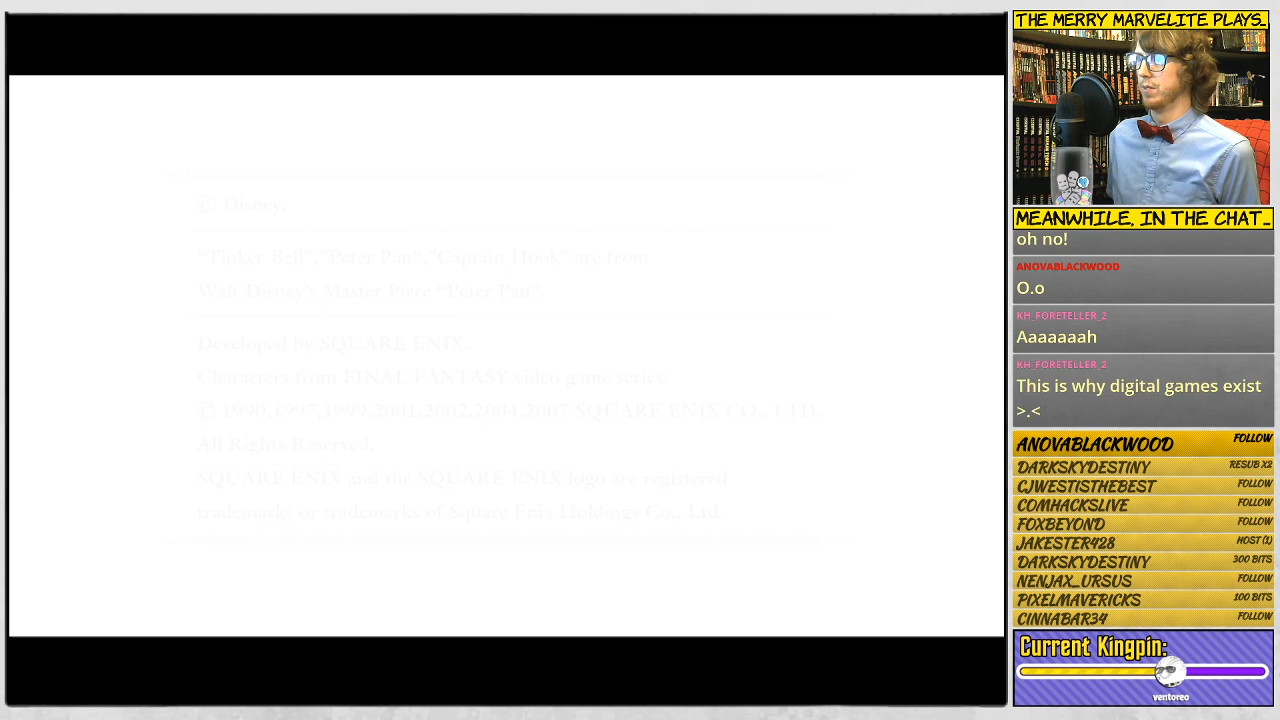 THE MERRY MARVELITE PLAYS...
© Disney.
"Tinker Bell","Peter Pan","Captain Hook" are from
Walt Disney's Master Piece "Peter Pan".
Developed by SQUARE ENIX.
Characters from FINAL FANTASY video game series:
© 1990,1997,1999,2001,2002,2004,2007 SQUARE ENIX CO., LTD.
All Rights Reserved.
SQUARE ENIX and the SQUARE ENIX logo are registered
trademarks or trademarks of Square Enix Holdings Co., Ltd.
MEANWHILE, IN THE CHAT...
oh no!
ANOVABLACKWOOD
O.o
KH_FORETELLER_2
Aaaaaaah
KH_FORETELLER_2
This is why digital games exist
>.<
ANOVABLACKWOOD FOLLOW
DARKSKYDESTINY RESUB X2
CJWESTISTHEBEST FOLLOW
COMHACKSLIVE FOLLOW
FOXBEYOND FOLLOW
JAKESTER428 HOST (1)
DARKSKYDESTINY 300 BITS
NENJAX_URSUS FOLLOW
PIXELMAVERICKS 100 BITS
CINNABAR34 FOLLOW
Current Kingpin:
ventoreo